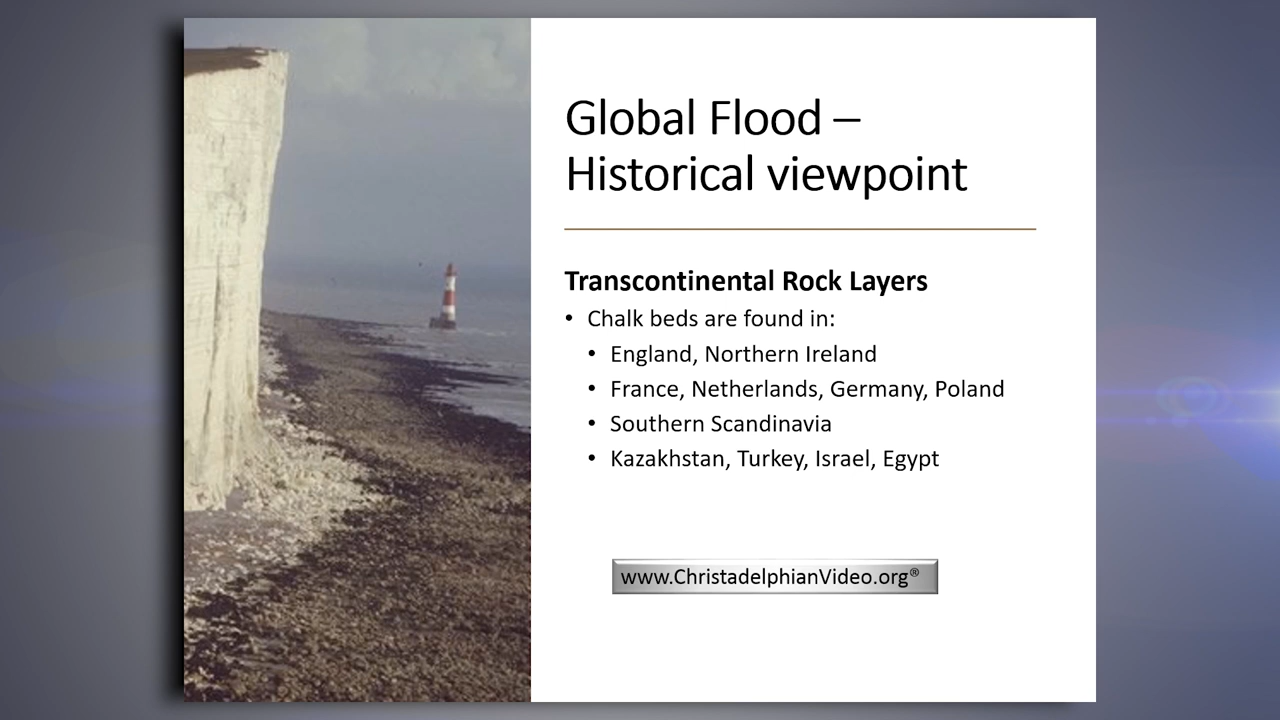 Global Flood –
Historical viewpoint
Transcontinental Rock Layers
• Chalk beds are found in:
• England, Northern Ireland
• France, Netherlands, Germany, Poland
• Southern Scandinavia
• Kazakhstan, Turkey, Israel, Egypt
www.ChristadelphianVideo.org®